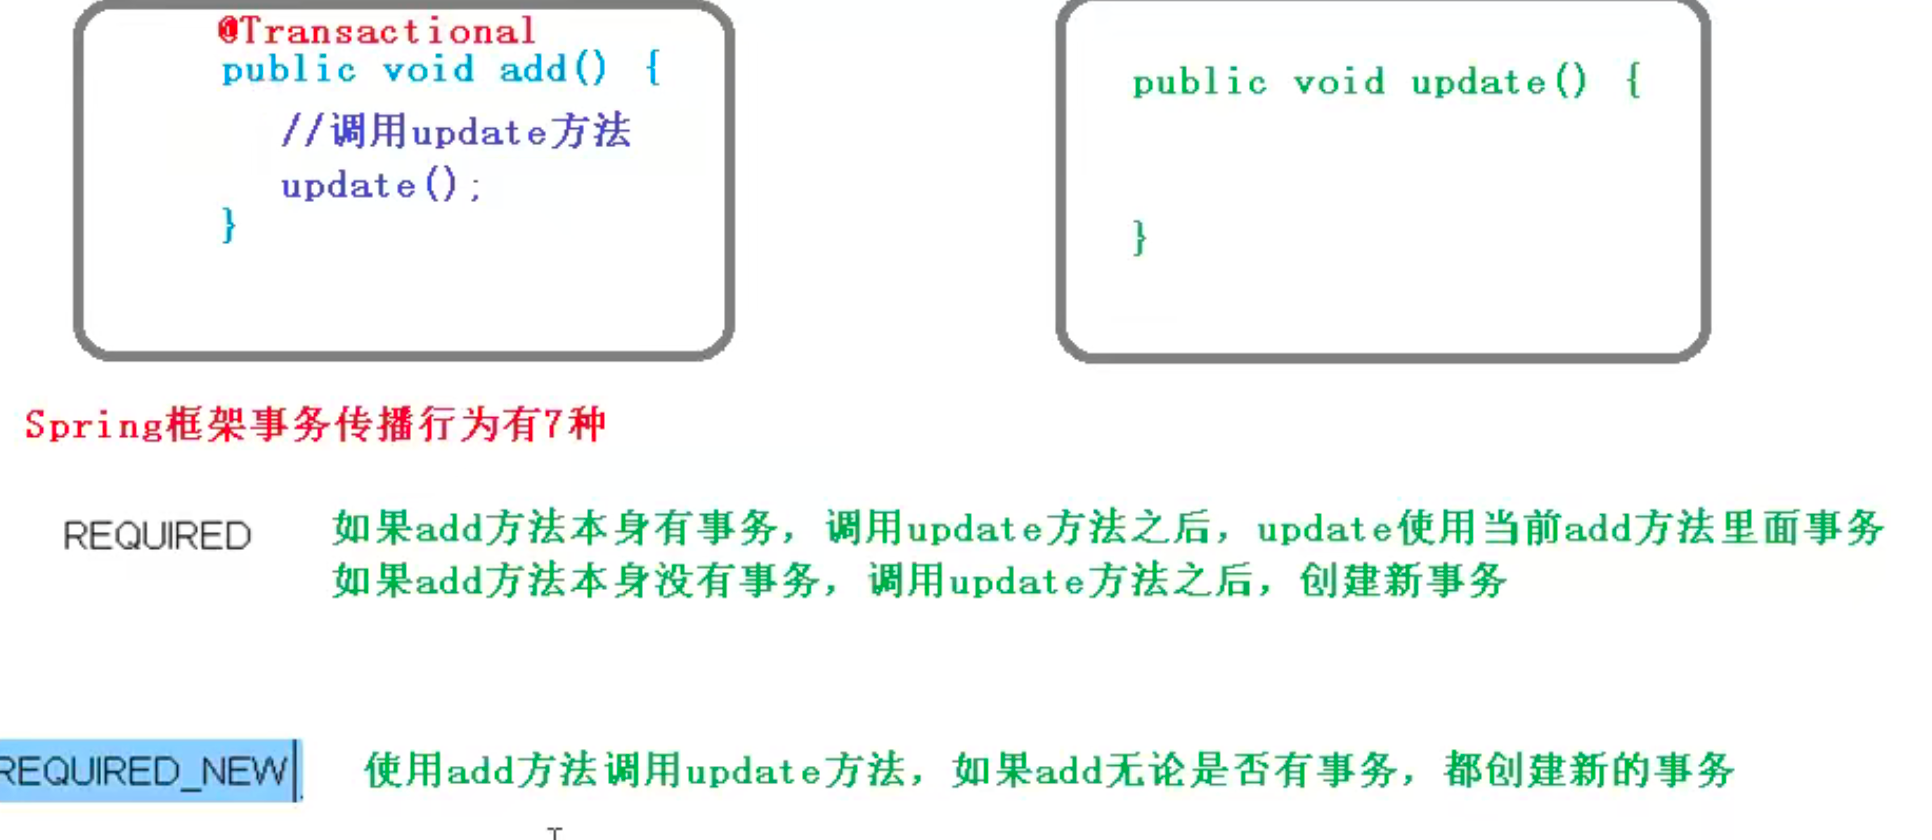 @Transactional
public void add() {
//调用update方法
update();
}
public void update() {
}
Spring框架事务传播行为有7种
REQUIRED
如果add方法本身有事务，调用update方法之后，update使用当前add方法里面事务
如果add方法本身没有事务，调用update方法之后，创建新事务
REQUIRED_NEW
使用add方法调用update方法，如果add无论是否有事务，都创建新的事务